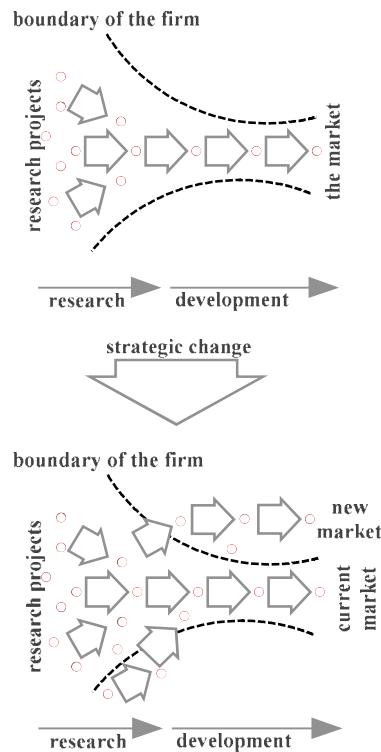 boundary of the firm
research projects
the market
research
development
strategic change
boundary of the firm
new
market
research projects
current
market
research
development